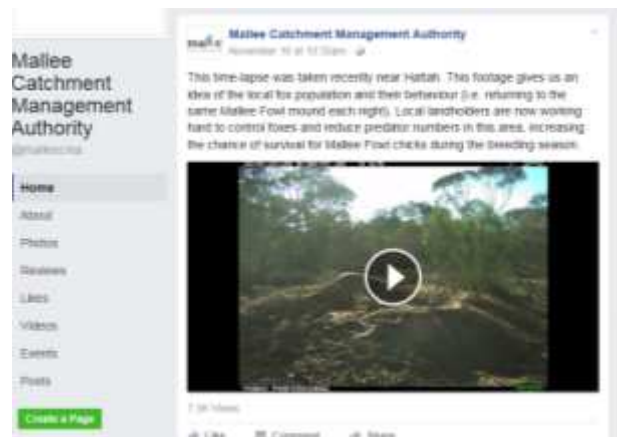 Mallee
Catchment
Management
Authority
@malleecma
Home
About
Photos
Reviews
Likes
Videos
Events
Posts
Create a Page
Mallee Catchment Management Authority
This time-lapse was taken recently near Hattah. This footage gives us an
idea of the local fox population and their behaviour (i.e. returning to the
same Mallee Fowl mound each night). Local landholders are now working
hard to control foxes and reduce predator numbers in this area, increasing
the chance of survival for Mallee Fowl chicks during the breeding season.
Views
Like Comment Share